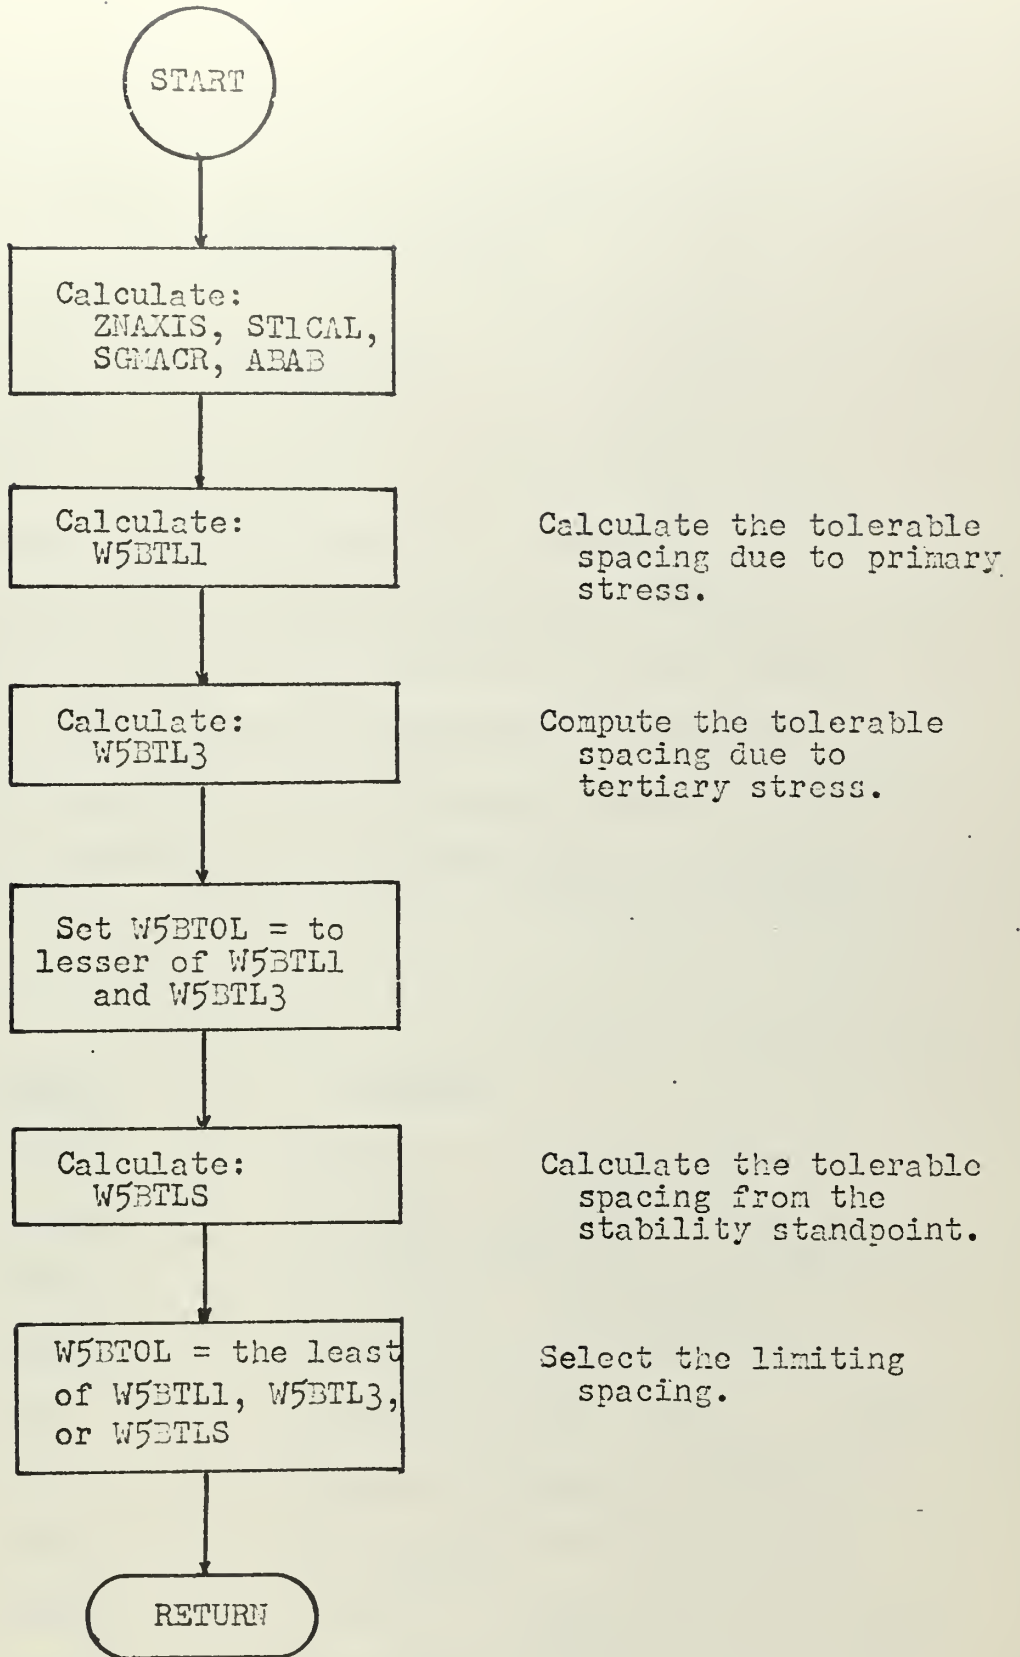 START
Calculate:
ZNAXIS, ST1CAL,
SGMACR, ABAB
Calculate:
W5BTL1
Calculate the tolerable
spacing due to primary
stress.
Calculate:
W5BTL3
Compute the tolerable
spacing due to
tertiary stress.
Set W5BTOL = to
lesser of W5BTL1
and W5BTL3
Calculate:
W5BTLS
Calculate the tolerable
spacing from the
stability standpoint.
W5BTOL = the least
of W5BTL1, W5BTL3,
or W5BTLS
Select the limiting
spacing.
RETURN